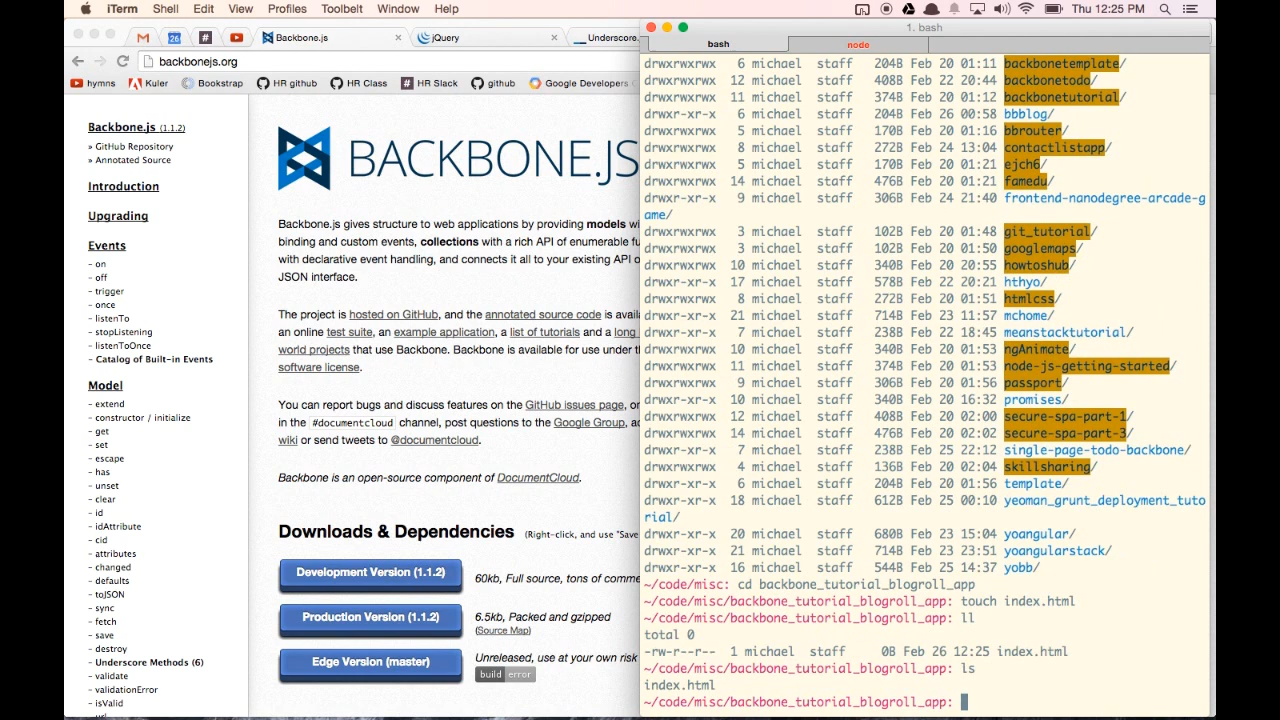 iTerm Shell Edit View Profiles Toolbelt Window Help Thu 12:25 PM
Backbone.js jQuery Underscore.
backbonejs.org
hymns Kuler Bookstrap HR github HR Class HR Slack github Google Developers
Backbone.js (1.1.2)
» GitHub Repository
» Annotated Source
Introduction
Upgrading
Events
- on
- off
- trigger
- once
- listenTo
- stopListening
- listenToOnce
- Catalog of Built-in Events
Model
- extend
- constructor / initialize
- get
- set
- escape
- has
- unset
- clear
- id
- idAttribute
- cid
- attributes
- changed
- defaults
- toJSON
- sync
- fetch
- save
- destroy
- Underscore Methods (6)
- validate
- validationError
- isValid
- url
BACKBONE.JS
Backbone.js gives structure to web applications by providing models wi
binding and custom events, collections with a rich API of enumerable fu
with declarative event handling, and connects it all to your existing API o
JSON interface.
The project is hosted on GitHub, and the annotated source code is avail
an online test suite, an example application, a list of tutorials and a long
world projects that use Backbone. Backbone is available for use under th
software license.
You can report bugs and discuss features on the GitHub issues page, or
in the #documentcloud channel, post questions to the Google Group, ad
wiki or send tweets to @documentcloud.
Backbone is an open-source component of DocumentCloud.
Downloads & Dependencies (Right-click, and use "Save
Development Version (1.1.2) 60kb, Full source, tons of comme
Production Version (1.1.2) 6.5kb, Packed and gzipped
(Source Map)
Edge Version (master) Unreleased, use at your own risk
build error
1. bash
bash node
drwxrwxrwx 6 michael staff 204B Feb 20 01:11 backbonetemplate/
drwxrwxrwx 12 michael staff 408B Feb 22 20:44 backbonetodo/
drwxrwxrwx 11 michael staff 374B Feb 20 01:12 backbonetutorial/
drwxr-xr-x 6 michael staff 204B Feb 26 00:58 bbblog/
drwxrwxrwx 5 michael staff 170B Feb 20 01:16 bbrouter/
drwxrwxrwx 8 michael staff 272B Feb 24 13:04 contactlistapp/
drwxrwxrwx 5 michael staff 170B Feb 20 01:21 ejch6/
drwxrwxrwx 14 michael staff 476B Feb 20 01:21 famedu/
drwxr-xr-x 9 michael staff 306B Feb 24 21:40 frontend-nanodegree-arcade-g
ame/
drwxrwxrwx 3 michael staff 102B Feb 20 01:48 git_tutorial/
drwxrwxrwx 3 michael staff 102B Feb 20 01:50 googlemaps/
drwxrwxrwx 10 michael staff 340B Feb 20 20:55 howtoshub/
drwxr-xr-x 17 michael staff 578B Feb 22 20:21 hthyo/
drwxrwxrwx 8 michael staff 272B Feb 20 01:51 htmlcss/
drwxr-xr-x 21 michael staff 714B Feb 23 11:57 mchome/
drwxr-xr-x 7 michael staff 238B Feb 22 18:45 meanstacktutorial/
drwxrwxrwx 10 michael staff 340B Feb 20 01:53 ngAnimate/
drwxrwxrwx 11 michael staff 374B Feb 20 01:53 node-js-getting-started/
drwxrwxrwx 9 michael staff 306B Feb 20 01:56 passport/
drwxr-xr-x 10 michael staff 340B Feb 20 16:32 promises/
drwxrwxrwx 12 michael staff 408B Feb 20 02:00 secure-spa-part-1/
drwxrwxrwx 14 michael staff 476B Feb 20 02:02 secure-spa-part-3/
drwxr-xr-x 7 michael staff 238B Feb 25 22:12 single-page-todo-backbone/
drwxrwxrwx 4 michael staff 136B Feb 20 02:04 skillsharing/
drwxr-xr-x 6 michael staff 204B Feb 20 01:56 template/
drwxr-xr-x 18 michael staff 612B Feb 25 00:10 yeoman_grunt_deployment_tuto
rial/
drwxr-xr-x 20 michael staff 680B Feb 23 15:04 yoangular/
drwxr-xr-x 21 michael staff 714B Feb 23 23:51 yoangularstack/
drwxr-xr-x 16 michael staff 544B Feb 25 14:37 yobb/
~/code/misc: cd backbone_tutorial_blogroll_app
~/code/misc/backbone_tutorial_blogroll_app: touch index.html
~/code/misc/backbone_tutorial_blogroll_app: ll
total 0
-rw-r--r-- 1 michael staff 0B Feb 26 12:25 index.html
~/code/misc/backbone_tutorial_blogroll_app: ls
index.html
~/code/misc/backbone_tutorial_blogroll_app: